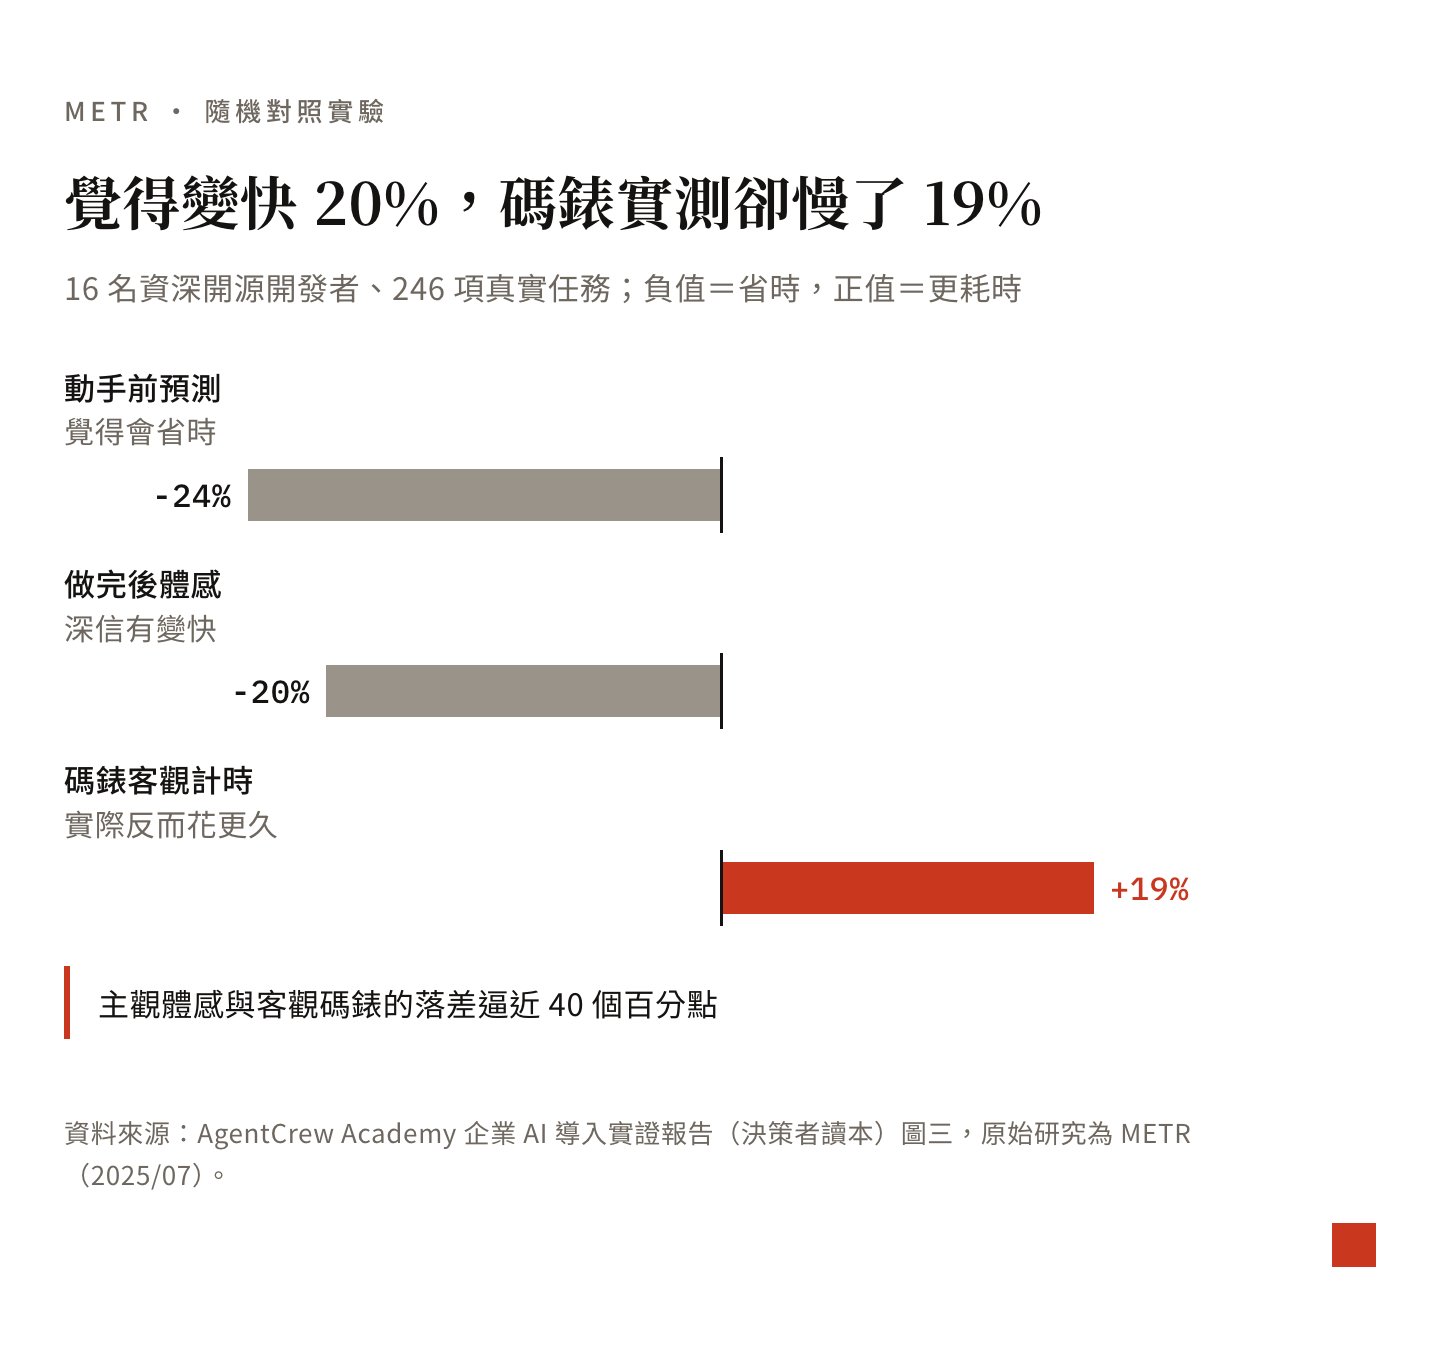 METR · 隨機對照實驗
覺得變快 20%，碼錶實測卻慢了 19%
16 名資深開源開發者、246 項真實任務；負值＝省時，正值＝更耗時
動手前預測
覺得會省時
-24%
做完後體感
深信有變快
-20%
碼錶客觀計時
實際反而花更久
+19%
主觀體感與客觀碼錶的落差逼近 40 個百分點
資料來源：AgentCrew Academy 企業 AI 導入實證報告（決策者讀本）圖三，原始研究為 METR
（2025/07）。